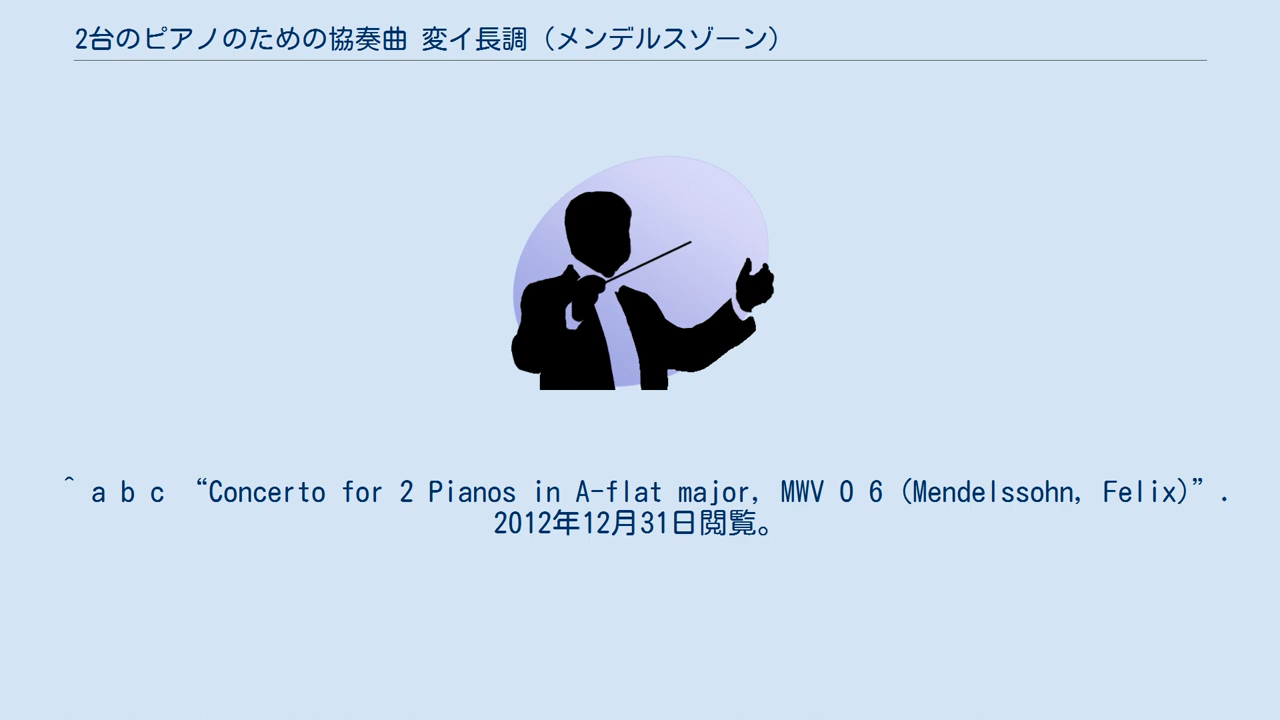 2台のピアノのための協奏曲 変イ長調（メンデルスゾーン）
^ a b c “Concerto for 2 Pianos in A-flat major, MWV O 6 (Mendelssohn, Felix)”.
2012年12月31日閲覧。